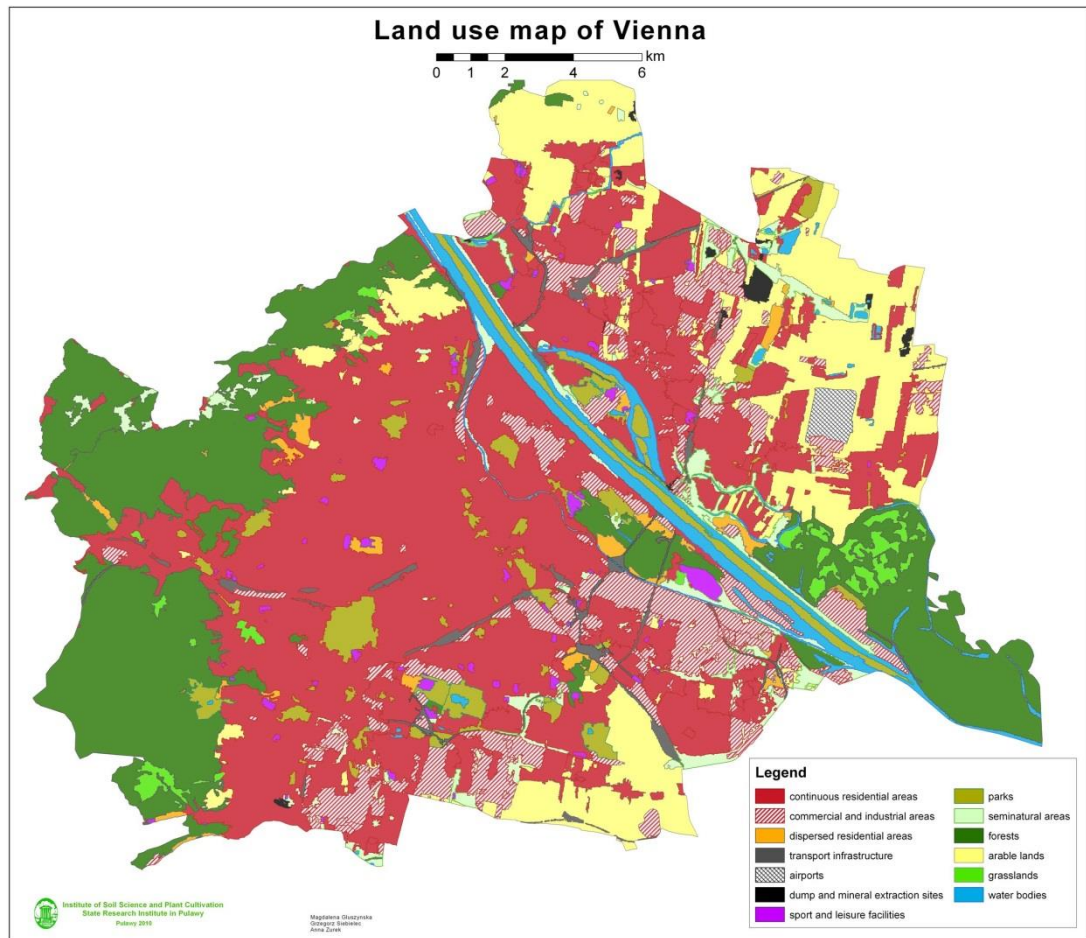 Land use map of Vienna
km
0 1 2 4 6
Legend
continuous residential areas
commercial and industrial areas
dispersed residential areas
transport infrastructure
airports
dump and mineral extraction sites
sport and leisure facilities
parks
seminatural areas
forests
arable lands
grasslands
water bodies
Institute of Soil Science and Plant Cultivation
State Research Institute in Pulawy
Pulawy 2010
Magdalena Gluszynska
Grzegorz Siebielec
Anna Zurek